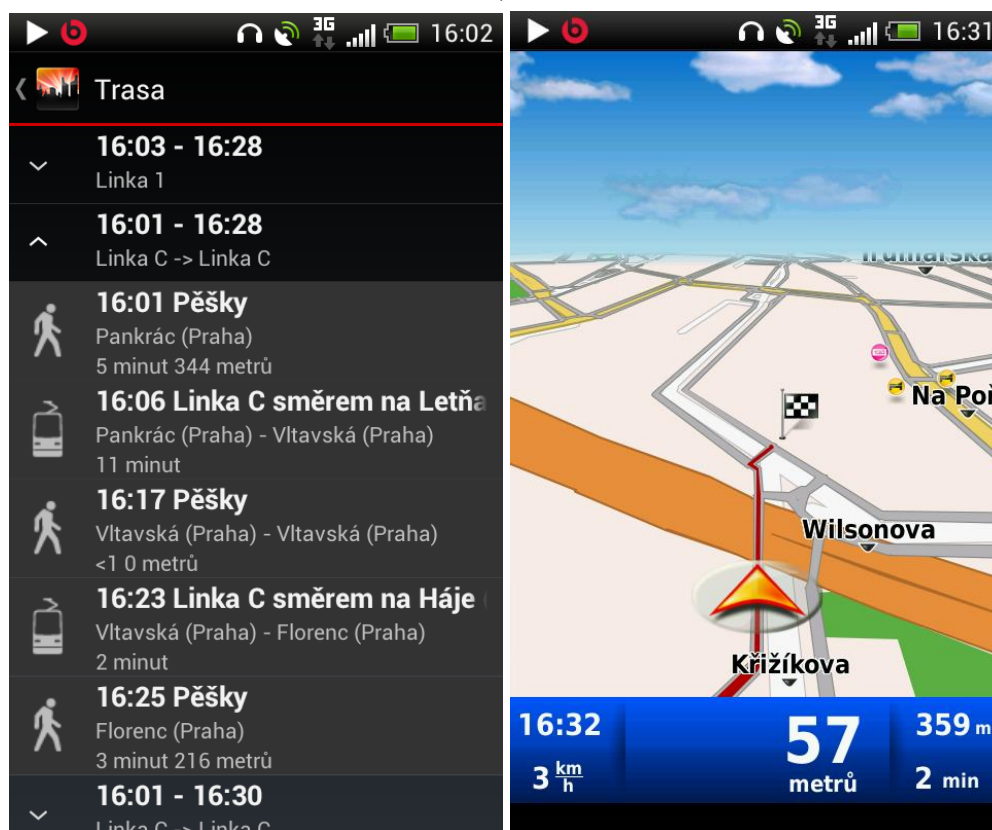 16:02
Trasa
16:03 - 16:28
Linka 1
16:01 - 16:28
Linka C -> Linka C
16:01 Pěšky
Pankrác (Praha)
5 minut 344 metrů
16:06 Linka C směrem na Letňa
Pankrác (Praha) - Vltavská (Praha)
11 minut
16:17 Pěšky
Vltavská (Praha) - Vltavská (Praha)
<1 0 metrů
16:23 Linka C směrem na Háje (
Vltavská (Praha) - Florenc (Praha)
2 minut
16:25 Pěšky
Florenc (Praha)
3 minut 216 metrů
16:01 - 16:30
Linka C -> Linka C
3G
16:31
Na Poř
Wilsonova
Křižíkova
16:32
3 km/h
57
metrů
359 m
2 min